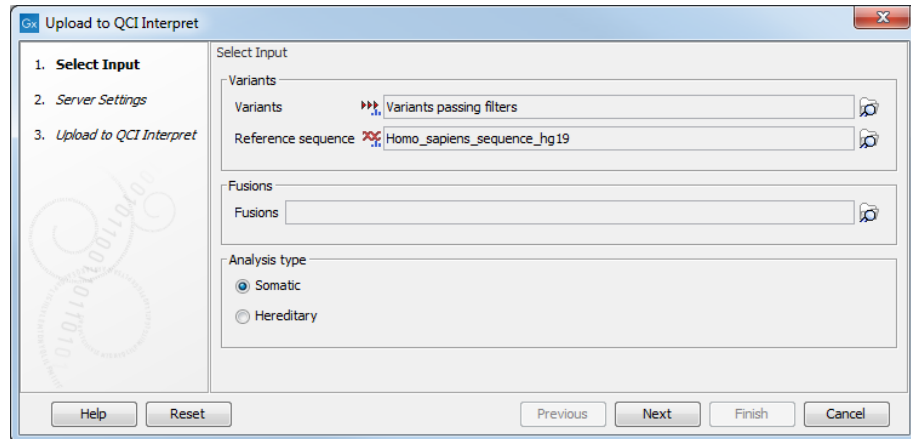 Gx Upload to QCI Interpret
1. Select Input
2. Server Settings
3. Upload to QCI Interpret
Select Input
Variants
Variants Variants passing filters
Reference sequence Homo_sapiens_sequence_hg19
Fusions
Fusions
Analysis type
Somatic
Hereditary
Help Reset Previous Next Finish Cancel